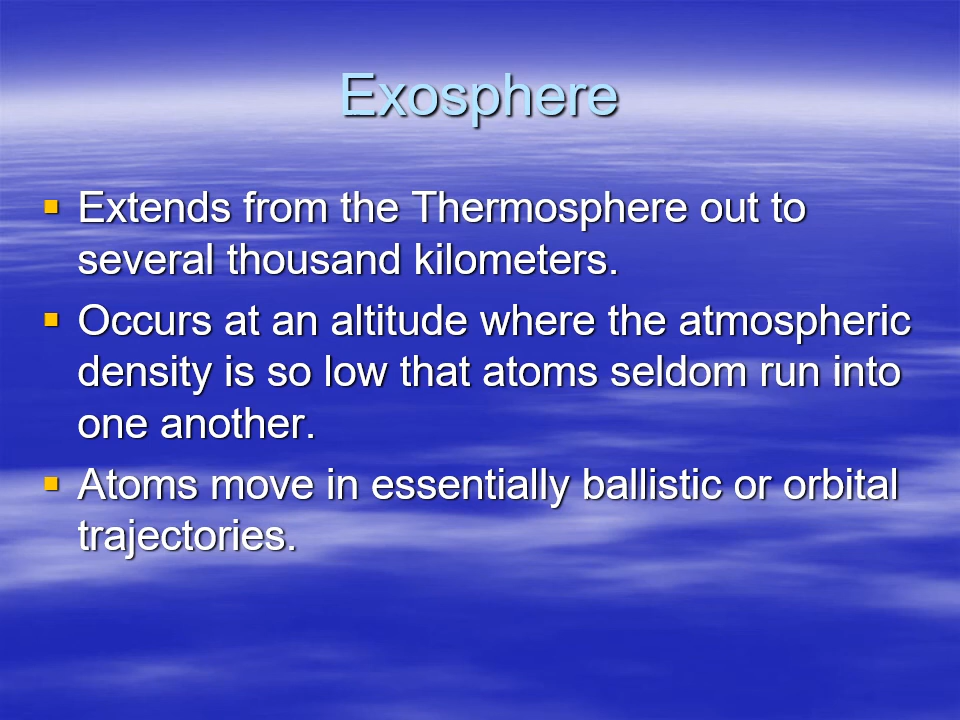 Exosphere
Extends from the Thermosphere out to
several thousand kilometers.
Occurs at an altitude where the atmospheric
density is so low that atoms seldom run into
one another.
Atoms move in essentially ballistic or orbital
trajectories.